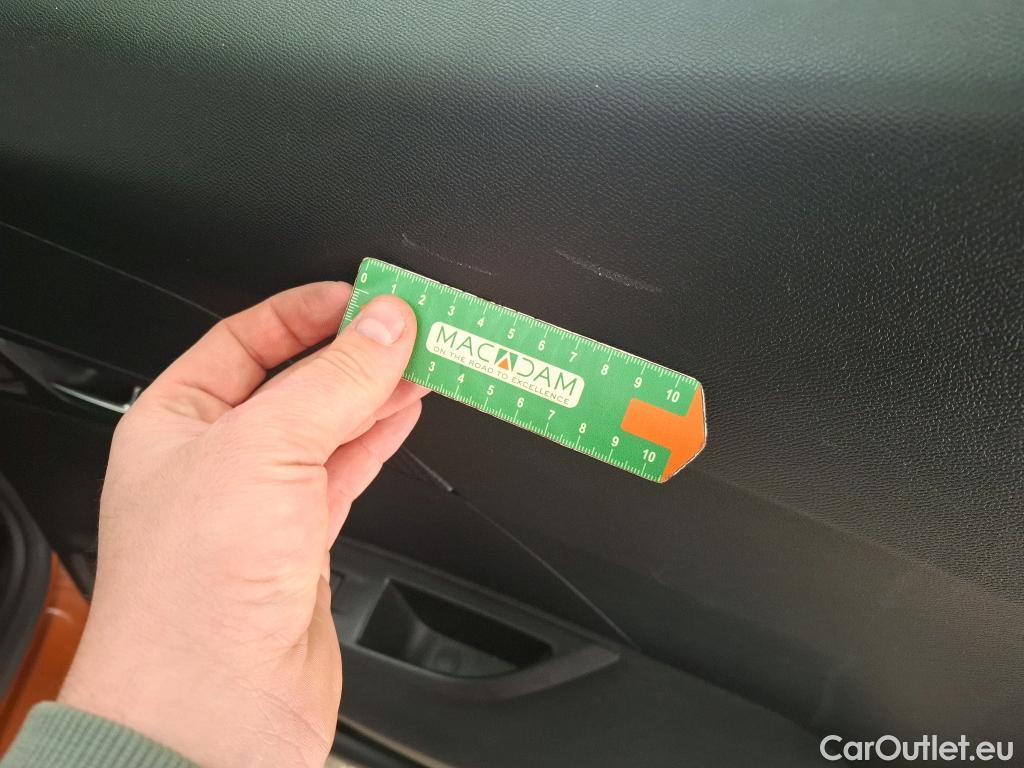 0 1 2 3 4 5 6 7 8 9 10
MACADAM
ON THE ROAD TO EXCELLENCE
3 4 5 6 7 8 9 10
CarOutlet.eu